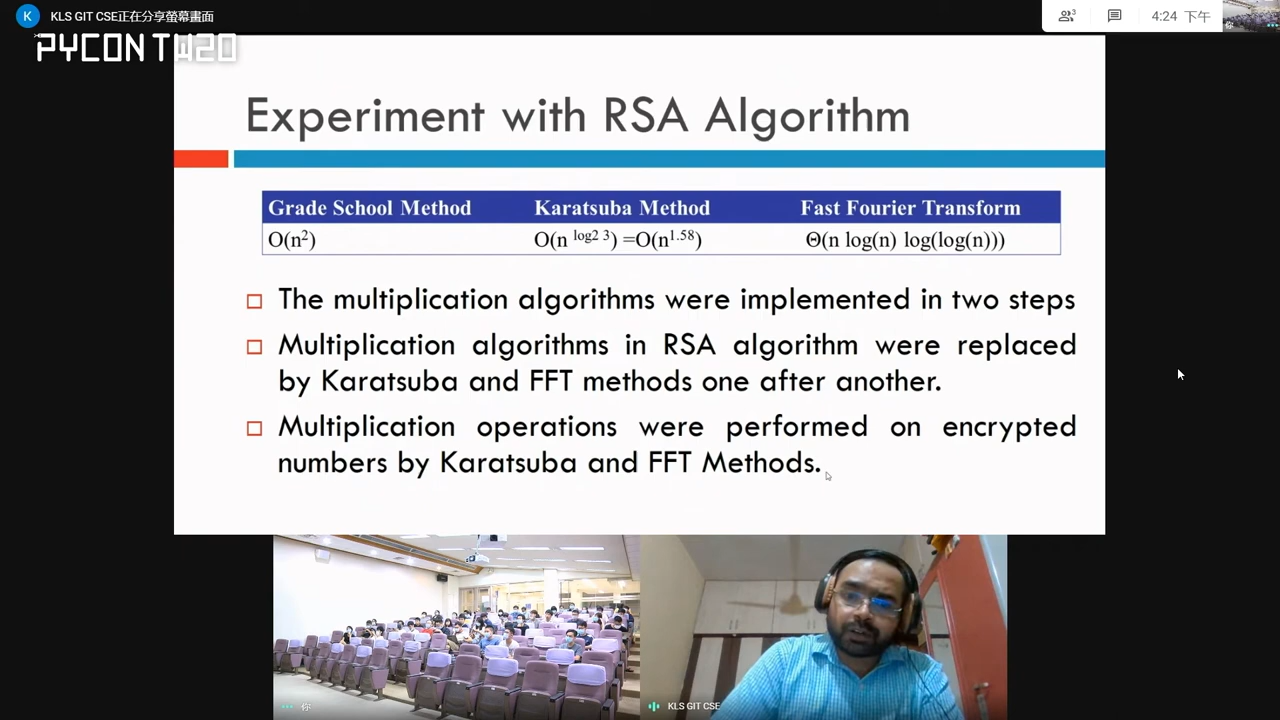 K
KLS GIT CSE正在分享螢幕畫面
3
4:24 下午
你
PYCON TW20
Experiment with RSA Algorithm
Grade School Method Karatsuba Method Fast Fourier Transform
O(n²) O(n log2 3) =O(n1.58) Θ(n log(n) log(log(n)))
The multiplication algorithms were implemented in two steps
Multiplication algorithms in RSA algorithm were replaced
by Karatsuba and FFT methods one after another.
Multiplication operations were performed on encrypted
numbers by Karatsuba and FFT Methods.
你
KLS GIT CSE